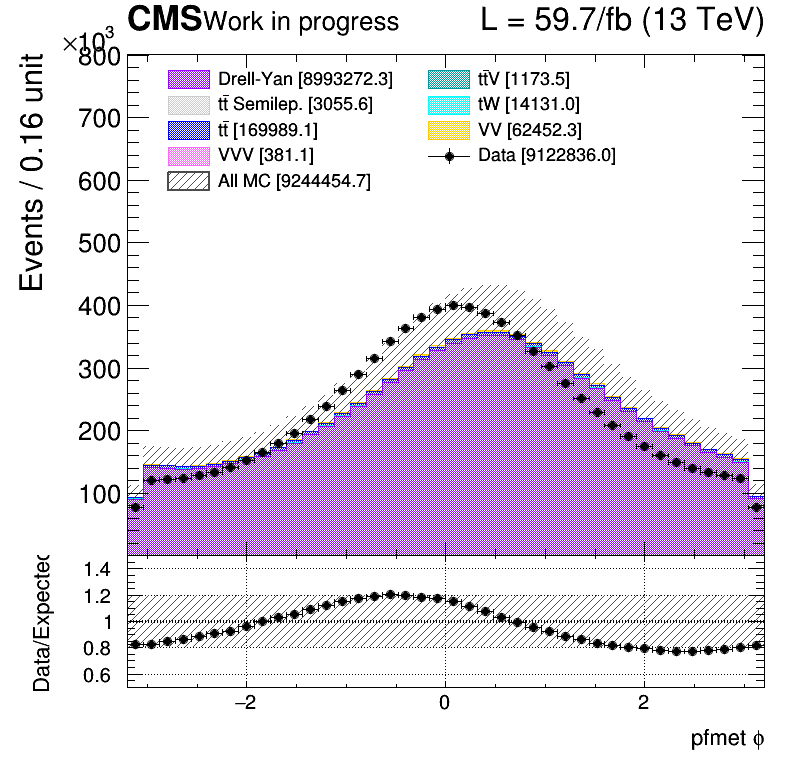 CMS Work in progress L = 59.7/fb (13 TeV)
×10³
Events / 0.16 unit
800
700
600
500
400
300
200
100
Drell-Yan [8993272.3]
tt̄ Semilep. [3055.6]
tt̄ [169989.1]
VVV [381.1]
All MC [9244454.7]
tt̄V [1173.5]
tW [14131.0]
VV [62452.3]
Data [9122836.0]
Data/Expected
1.4
1.2
1
0.8
0.6
−2 0 2
pfmet ϕ